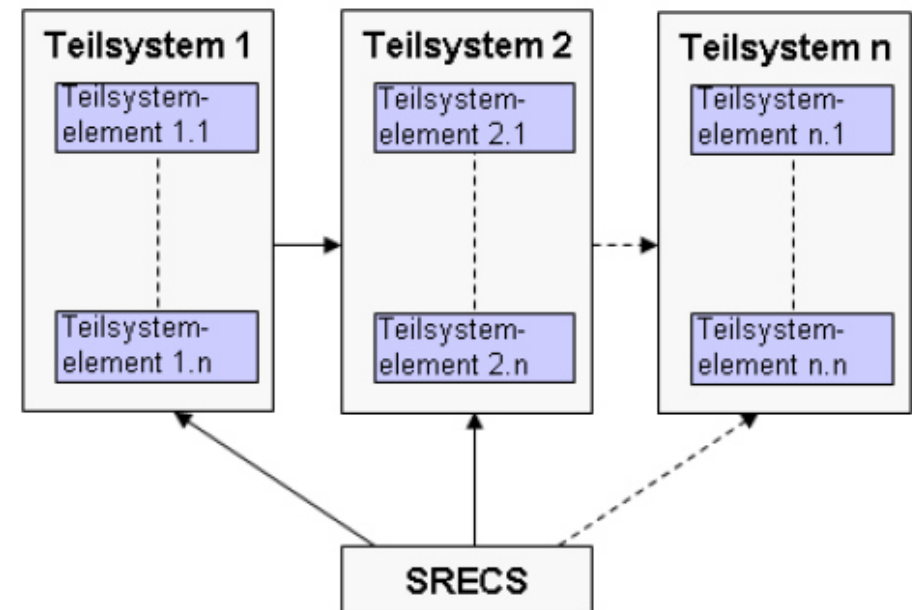 Teilsystem 1
Teilsystem-
element 1.1
Teilsystem-
element 1.n
Teilsystem 2
Teilsystem-
element 2.1
Teilsystem-
element 2.n
Teilsystem n
Teilsystem-
element n.1
Teilsystem-
element n.n
SRECS